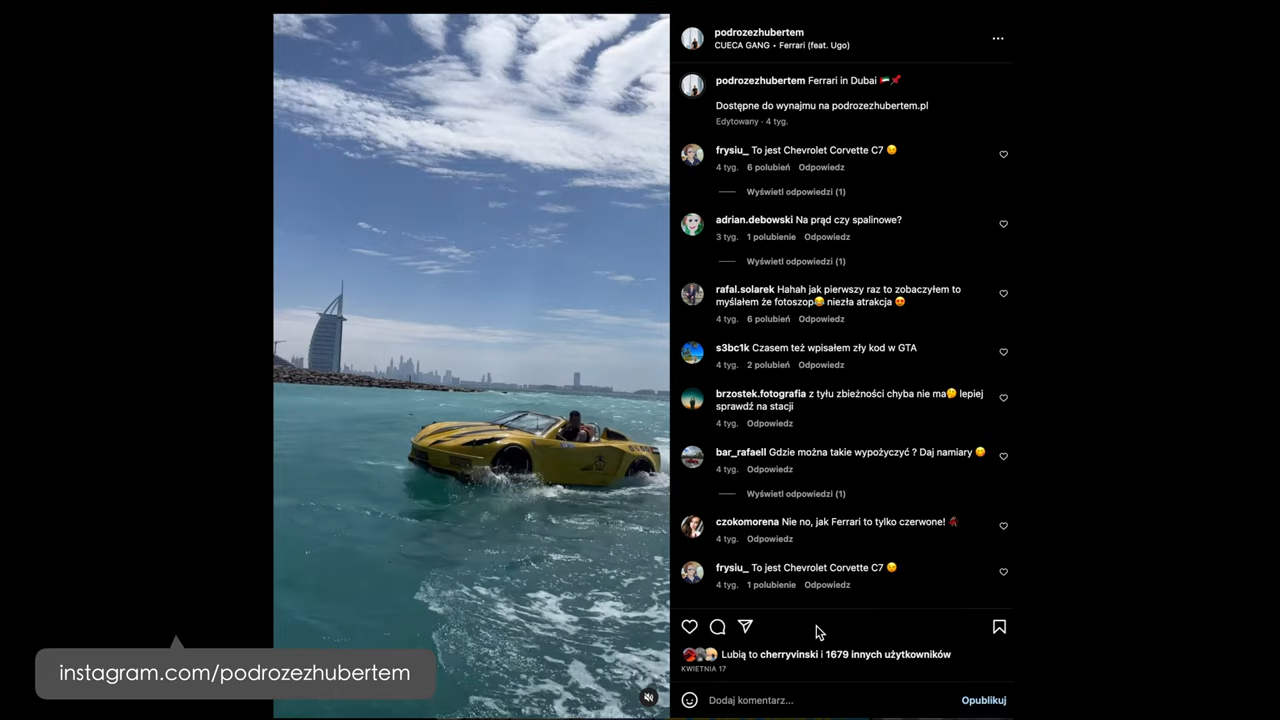 podrozezhubertem
CUECA GANG • Ferrari (feat. Ugo)
podrozezhubertem Ferrari in Dubai 🇦🇪📌
Dostępne do wynajmu na podrozezhubertem.pl
Edytowany · 4 tyg.
frysiu_ To jest Chevrolet Corvette C7 😉
4 tyg. 6 polubień Odpowiedz
Wyświetl odpowiedzi (1)
adrian.debowski Na prąd czy spalinowe?
3 tyg. 1 polubienie Odpowiedz
Wyświetl odpowiedzi (1)
rafal.solarek Hahah jak pierwszy raz to zobaczyłem to
myślałem że fotoszop😂 niezła atrakcja 😍
4 tyg. 6 polubień Odpowiedz
s3bc1k Czasem też wpisałem zły kod w GTA
4 tyg. 2 polubień Odpowiedz
brzostek.fotografia z tyłu zbieżności chyba nie ma🤔 lepiej
sprawdź na stacji
4 tyg. Odpowiedz
bar_rafaell Gdzie można takie wypożyczyć ? Daj namiary 😊
4 tyg. Odpowiedz
Wyświetl odpowiedzi (1)
czokomorena Nie no, jak Ferrari to tylko czerwone! 💃
4 tyg. Odpowiedz
frysiu_ To jest Chevrolet Corvette C7 😉
4 tyg. 1 polubienie Odpowiedz
Lubią to cherryvinski i 1679 innych użytkowników
KWIETNIA 17
Dodaj komentarz... Opublikuj
instagram.com/podrozezhubertem